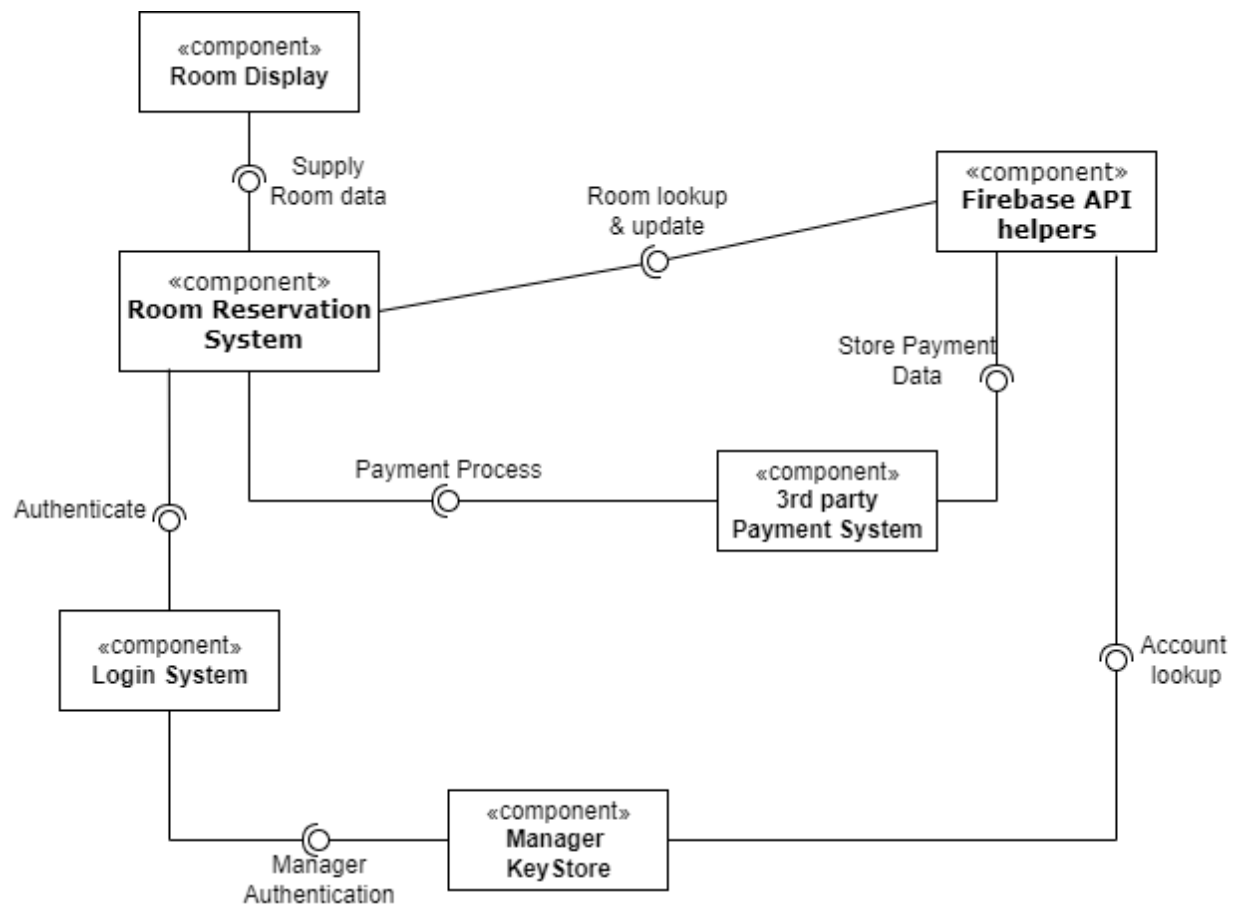 «component»
Room Display
Supply
Room data
«component»
Firebase API
helpers
Room lookup
& update
«component»
Room Reservation
System
Store Payment
Data
Payment Process
«component»
3rd party
Payment System
Authenticate
«component»
Login System
Account
lookup
«component»
Manager
KeyStore
Manager
Authentication